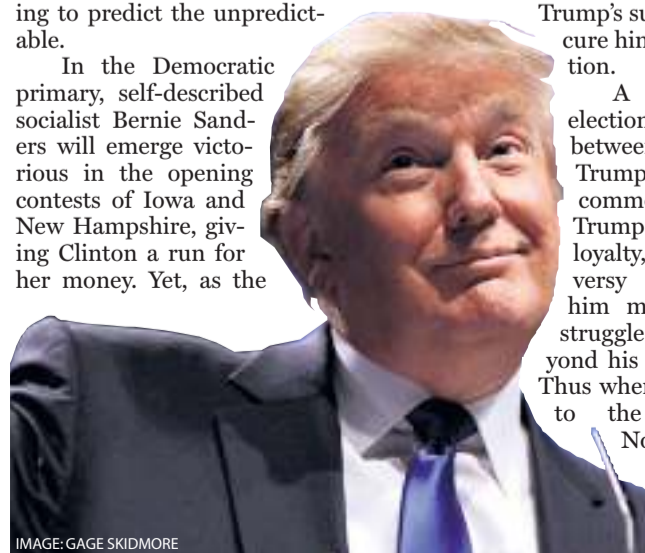 ing to predict the unpredict-
able.
In the Democratic
primary, self-described
socialist Bernie Sand-
ers will emerge victo-
rious in the opening
contests of Iowa and
New Hampshire, giv-
ing Clinton a run for
her money. Yet, as the
Trump’s su
cure him
tion.
A
election
between
Trump
comme
Trump
loyalty,
versy
him m
struggle
yond his
Thus when
to the
No
IMAGE: GAGE SKIDMORE